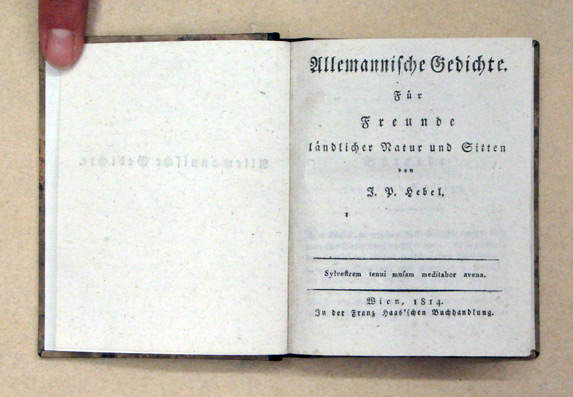 Allemannische Gedichte.
Für
Freunde
ländlicher Natur und Sitten
von
J. P. Hebel.
Sylvestrem tenui musam meditabor avena.
Wien, 1814.
In der Franz Haas'schen Buchhandlung.